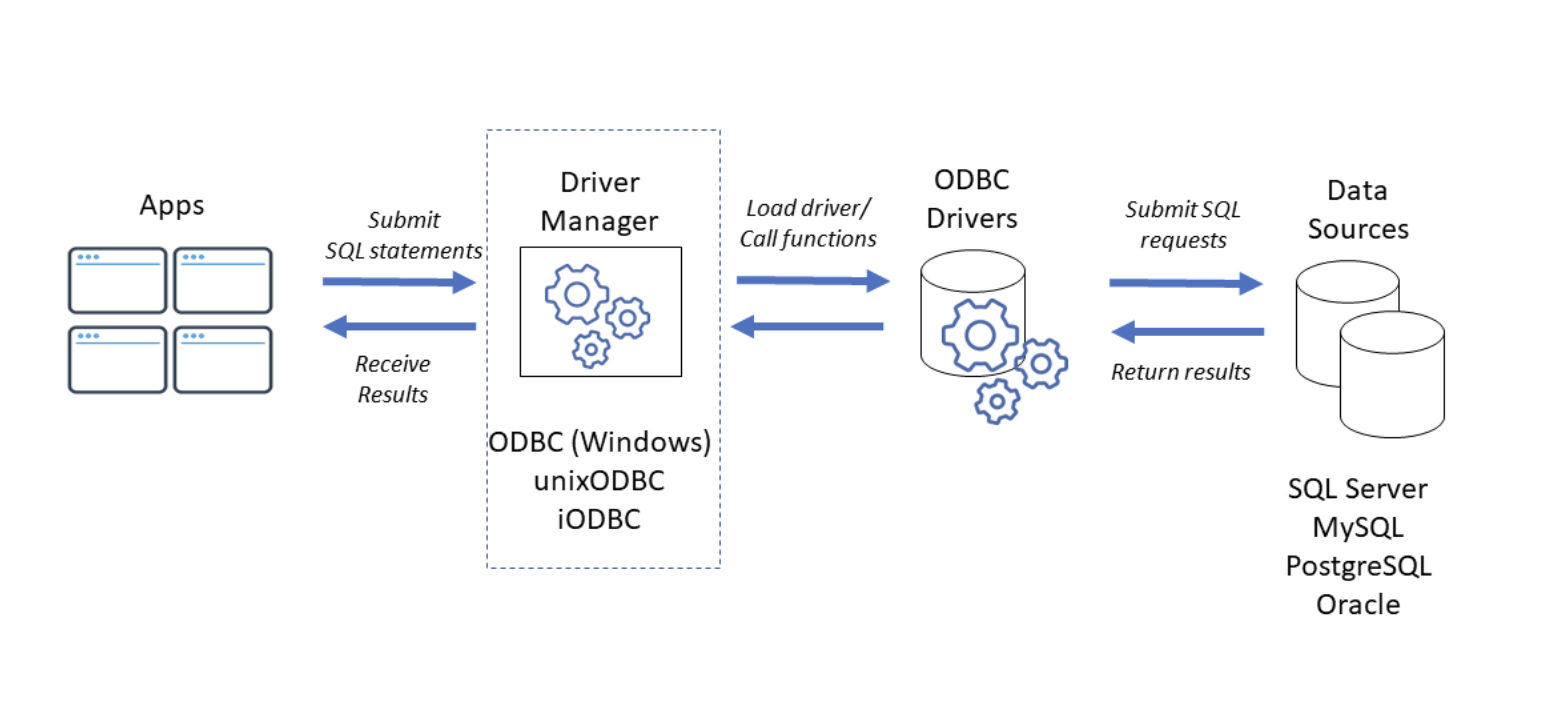 Apps
Submit
SQL statements
Receive
Results
Driver
Manager
ODBC (Windows)
unixODBC
iODBC
Load driver/
Call functions
ODBC
Drivers
Submit SQL
requests
Return results
Data
Sources
SQL Server
MySQL
PostgreSQL
Oracle